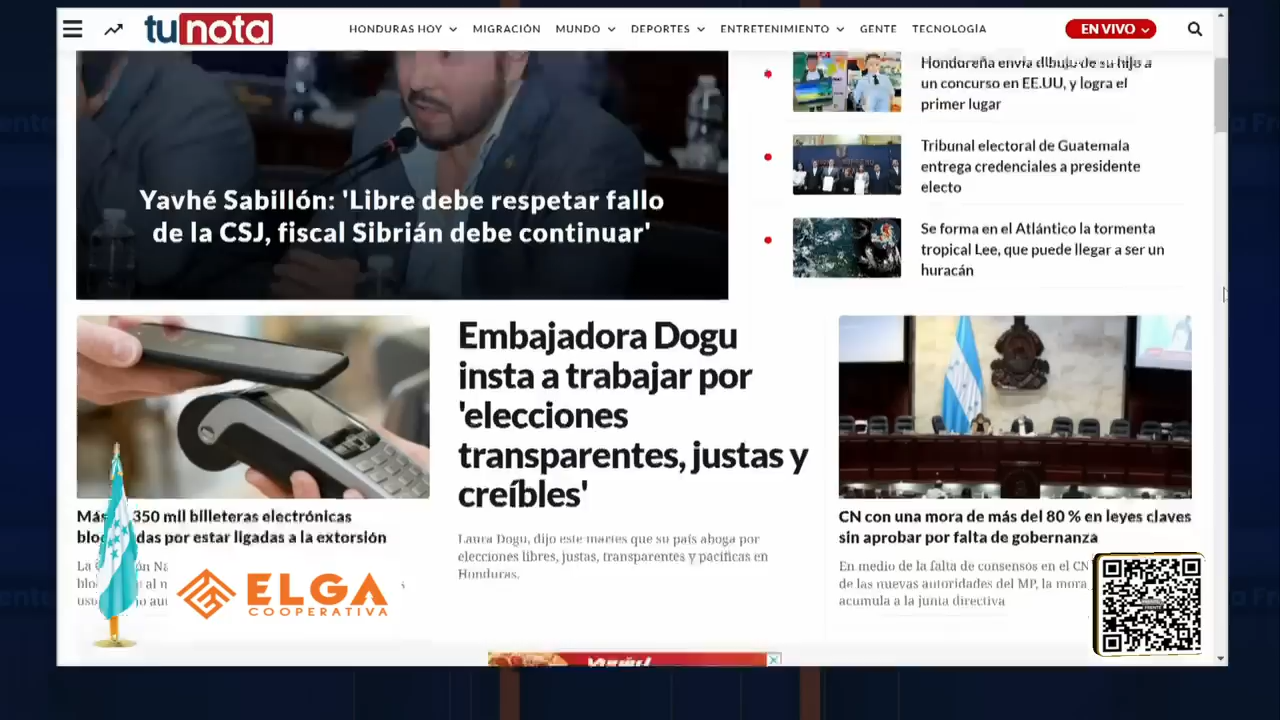 tunota
HONDURAS HOY
MIGRACIÓN
MUNDO
DEPORTES
ENTRETENIMIENTO
GENTE
TECNOLOGÍA
EN VIVO
Yavhé Sabillón: 'Libre debe respetar fallo
de la CSJ, fiscal Sibrián debe continuar'
Hondureña envía dibujo de su hijo a
un concurso en EE.UU, y logra el
primer lugar
Tribunal electoral de Guatemala
entrega credenciales a presidente
electo
Se forma en el Atlántico la tormenta
tropical Lee, que puede llegar a ser un
huracán
350 mil billeteras electrónicas
por estar ligadas a la extorsión
Embajadora Dogu
insta a trabajar por
'elecciones
transparentes, justas y
creíbles'
Laura Dogu, dijo este martes que su país aboga por
elecciones libres, justas, transparentes y pacíficas en
Honduras.
CN con una mora de más del 80 % en leyes claves
sin aprobar por falta de gobernanza
En medio de la falta de consensos en el CN
de las nuevas autoridades del MP, la mora
acumula a la junta directiva
ELGA
COOPERATIVA